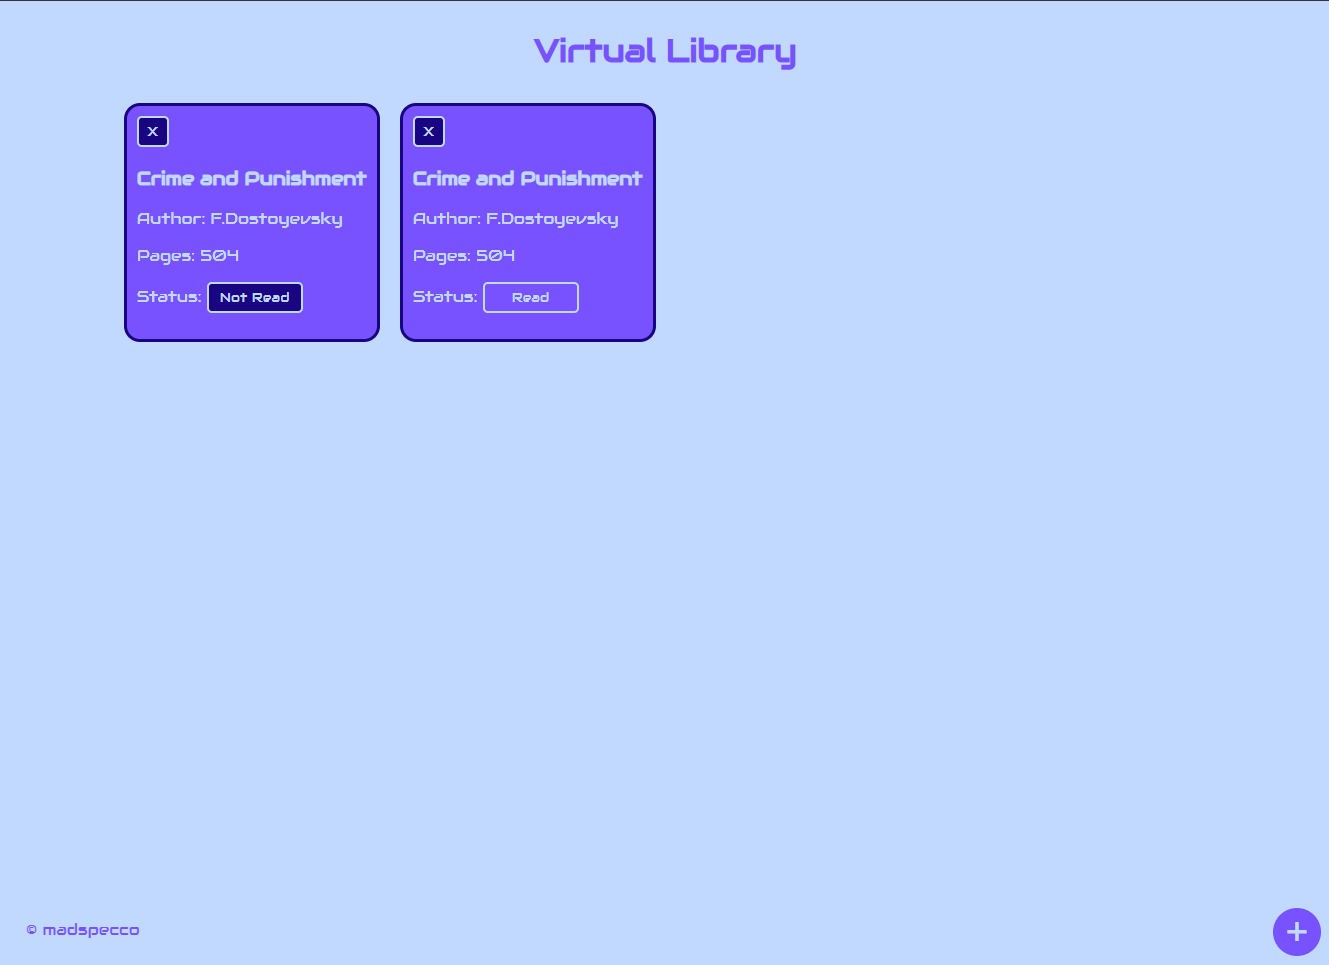 Virtual Library
X
Crime and Punishment
Author: F.Dostoyevsky
Pages: 504
Status: Not Read
X
Crime and Punishment
Author: F.Dostoyevsky
Pages: 504
Status: Read
© madspecco
+